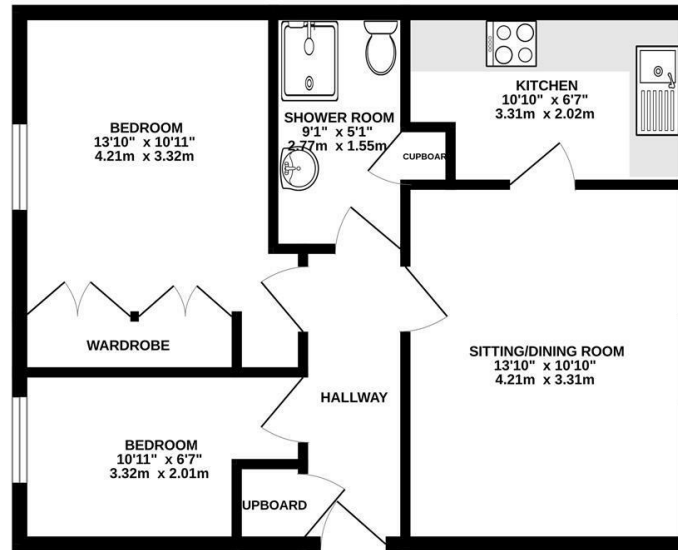 BEDROOM
13'10" x 10'11"
4.21m x 3.32m
SHOWER ROOM
9'1" x 5'1"
2.77m x 1.55m
KITCHEN
10'10" x 6'7"
3.31m x 2.02m
CUPBOAR
WARDROBE
SITTING/DINING ROOM
13'10" x 10'10"
4.21m x 3.31m
HALLWAY
BEDROOM
10'11" x 6'7"
3.32m x 2.01m
UPBOARD